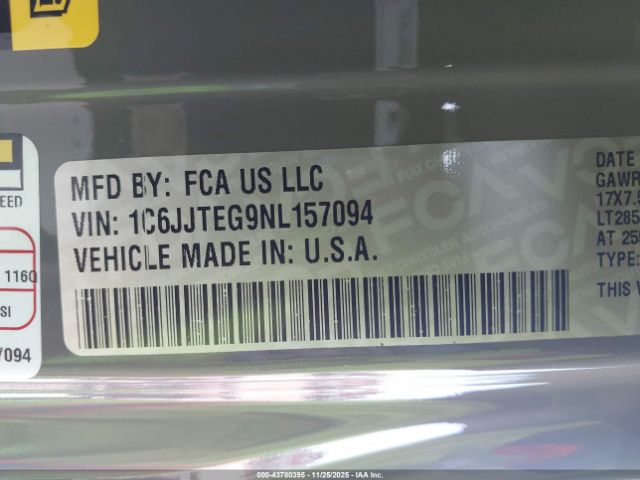 MFD BY: FCA US LLC
VIN: 1C6JJTEG9NL157094
VEHICLE MADE IN: U.S.A.
EED
1160
SI
7094
DATE
GAWR
17X7.5
LT285
AT 25
TYPE:
THIS V
00-43780395 - 11/25/2025 - IAA Inc.